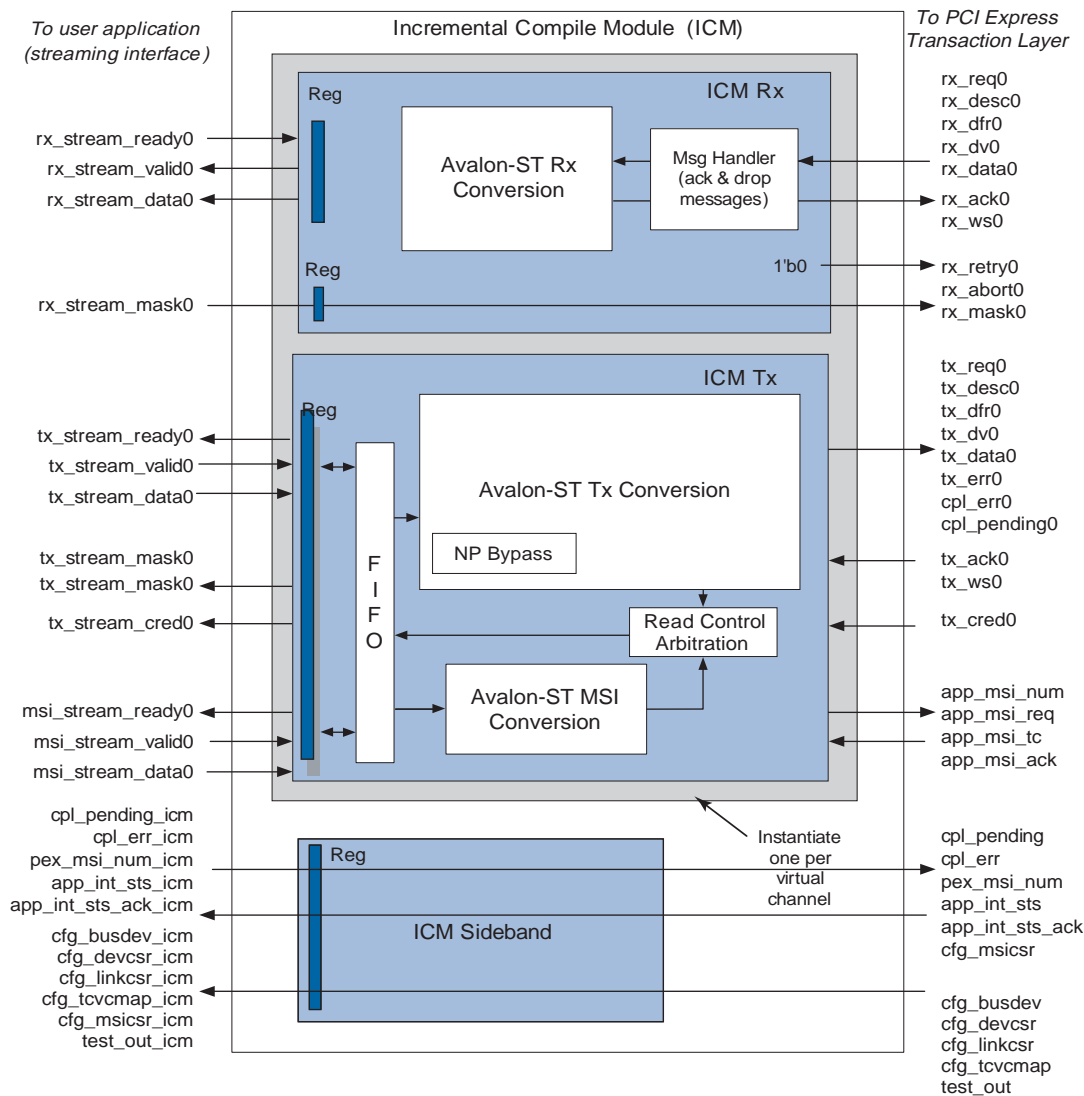 To user application
(streaming interface)
Incremental Compile Module (ICM)
To PCI Express
Transaction Layer
ICM Rx
Reg
Avalon-ST Rx
Conversion
Msg Handler
(ack & drop
messages)
rx_stream_ready0
rx_stream_valid0
rx_stream_data0
rx_req0
rx_desc0
rx_dfr0
rx_dv0
rx_data0
rx_ack0
rx_ws0
Reg
1'b0
rx_stream_mask0
rx_retry0
rx_abort0
rx_mask0
ICM Tx
Reg
tx_stream_ready0
tx_stream_valid0
tx_stream_data0
tx_stream_mask0
tx_stream_mask0
tx_stream_cred0
F
I
F
O
Avalon-ST Tx Conversion
NP Bypass
Read Control
Arbitration
Avalon-ST MSI
Conversion
tx_req0
tx_desc0
tx_dfr0
tx_dv0
tx_data0
tx_err0
cpl_err0
cpl_pending0
tx_ack0
tx_ws0
tx_cred0
msi_stream_ready0
msi_stream_valid0
msi_stream_data0
app_msi_num
app_msi_req
app_msi_tc
app_msi_ack
Instantiate
one per
virtual
channel
cpl_pending_icm
cpl_err_icm
pex_msi_num_icm
app_int_sts_icm
app_int_sts_ack_icm
cfg_busdev_icm
cfg_devcsr_icm
cfg_linkcsr_icm
cfg_tcvcmap_icm
cfg_msicsr_icm
test_out_icm
Reg
ICM Sideband
cpl_pending
cpl_err
pex_msi_num
app_int_sts
app_int_sts_ack
cfg_msicsr
cfg_busdev
cfg_devcsr
cfg_linkcsr
cfg_tcvcmap
test_out